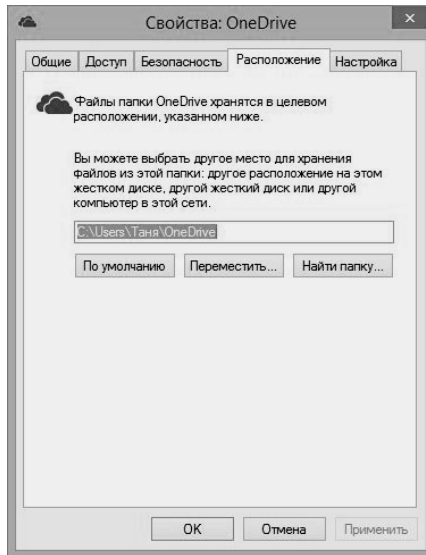 Свойства: OneDrive
×
Общие Доступ Безопасность Расположение Настройка
Файлы папки OneDrive хранятся в целевом
расположении, указанном ниже.
Вы можете выбрать другое место для хранения
файлов из этой папки: другое расположение на этом
жестком диске, другой жесткий диск или другой
компьютер в этой сети.
C:\Users\Таня\OneDrive
По умолчанию Переместить... Найти папку...
OK Отмена Применить